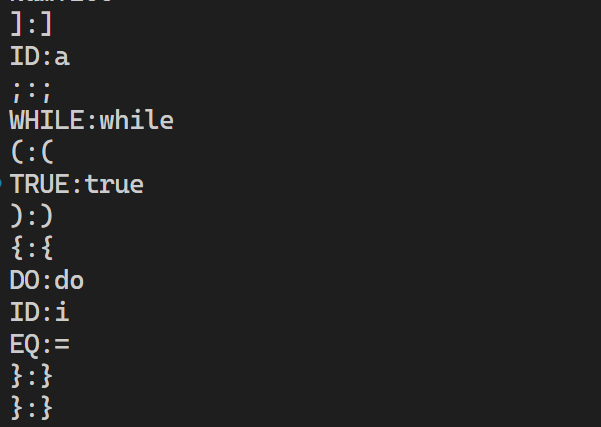 ]:]
ID:a
;:;
WHILE:while
(:(
TRUE:true
):)
{:{
DO:do
ID:i
EQ:=
}:}
}:}